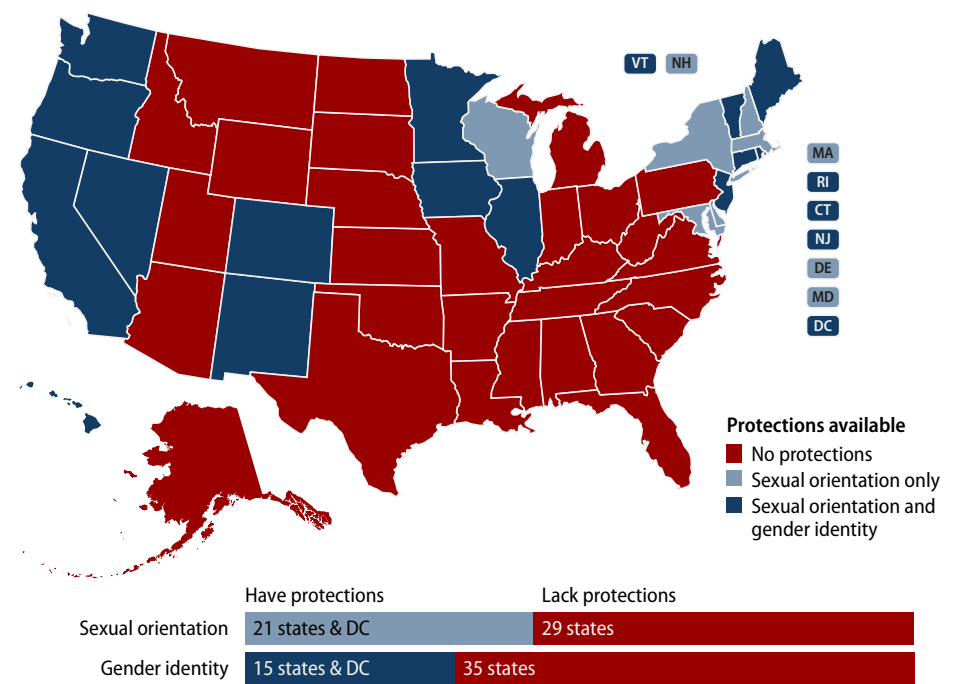 VT NH
MA
RI
CT
NJ
DE
MD
DC
Protections available
No protections
Sexual orientation only
Sexual orientation and
gender identity
Have protections Lack protections
Sexual orientation 21 states & DC 29 states
Gender identity 15 states & DC 35 states